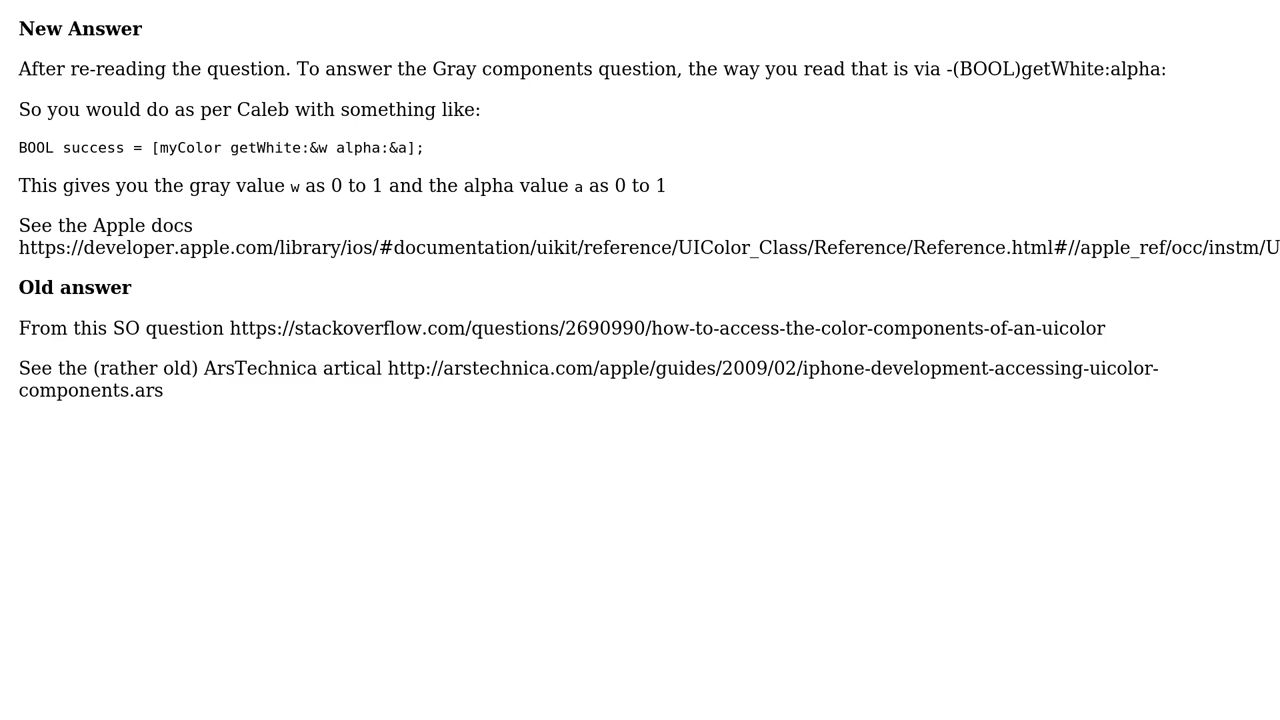 New Answer
After re-reading the question. To answer the Gray components question, the way you read that is via -(BOOL)getWhite:alpha:
So you would do as per Caleb with something like:
BOOL success = [myColor getWhite:&w alpha:&a];
This gives you the gray value w as 0 to 1 and the alpha value a as 0 to 1
See the Apple docs
https://developer.apple.com/library/ios/#documentation/uikit/reference/UIColor_Class/Reference/Reference.html#//apple_ref/occ/instm/U
Old answer
From this SO question https://stackoverflow.com/questions/2690990/how-to-access-the-color-components-of-an-uicolor
See the (rather old) ArsTechnica artical http://arstechnica.com/apple/guides/2009/02/iphone-development-accessing-uicolor-
components.ars